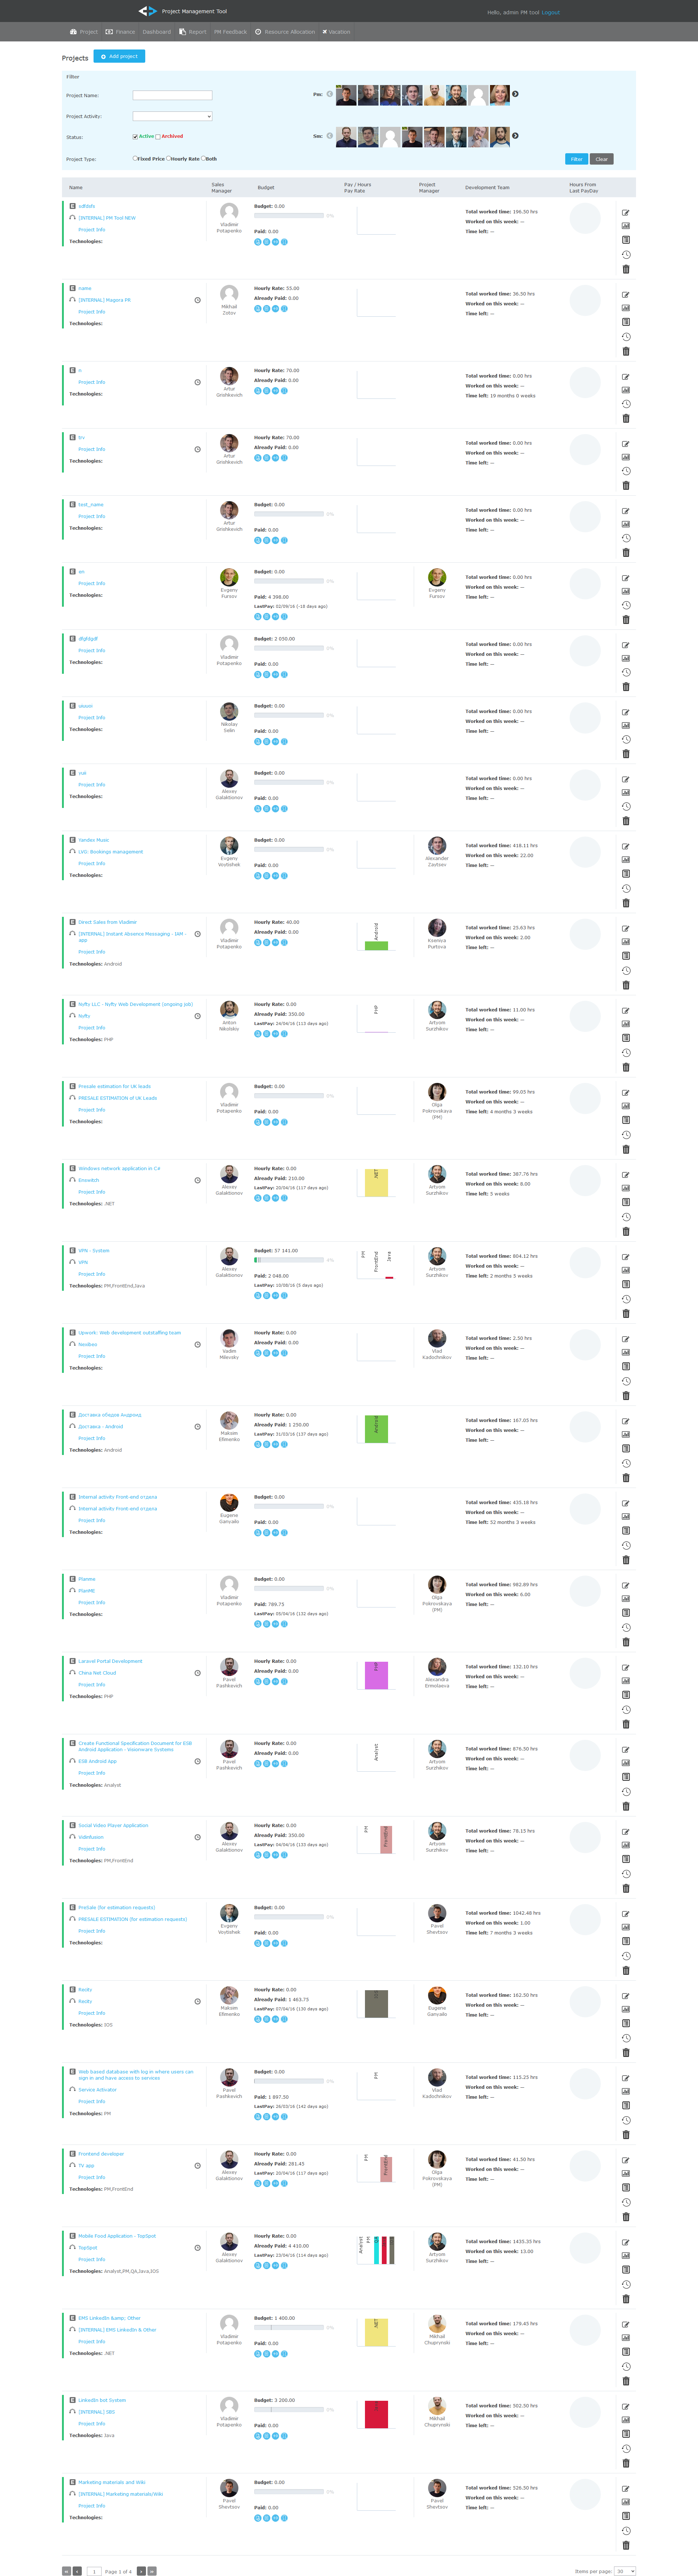 Project Management Tool
Hello, admin PM tool Logout
Project Finance Dashboard Report PM Feedback Resource Allocation Vacation
Projects Add project
Filter
Project Name:
Pm:
Project Activity:
Status: Active Archived
Sm:
Project Type: Fixed Price Hourly Rate Both
Filter Clear
Name
Sales Manager
Budget
Pay / Hours Pay Rate
Project Manager
Development Team
Hours From Last PayDay
sdfdsfs
[INTERNAL] PM Tool NEW
Project Info
Technologies:
Vladimir Potapenko
Budget: 0.00
0%
Paid: 0.00
Total worked time: 196.50 hrs
Worked on this week: —
Time left: —
name
[INTERNAL] Magora PR
Project Info
Technologies:
Mikhail Zotov
Hourly Rate: 55.00
Already Paid: 0.00
Total worked time: 36.50 hrs
Worked on this week: —
Time left: —
n
Project Info
Technologies:
Artur Grishkevich
Hourly Rate: 70.00
Already Paid: 0.00
Total worked time: 0.00 hrs
Worked on this week: —
Time left: 19 months 0 weeks
Project Info
Technologies:
Artur Grishkevich
Hourly Rate: 70.00
Already Paid: 0.00
Total worked time: 0.00 hrs
Worked on this week: —
Time left: —
test_name
Project Info
Technologies:
Artur Grishkevich
Budget: 0.00
0%
Paid: 0.00
Total worked time: 0.00 hrs
Worked on this week: —
Time left: —
Project Info
Technologies:
Evgeny Fursov
Budget: 0.00
0%
Paid: 4 398.00
LastPay: 02/09/16 (-10 days ago)
Evgeny Fursov
Total worked time: 0.00 hrs
Worked on this week: —
Time left: —
dfgfdgdf
Project Info
Technologies:
Vladimir Potapenko
Budget: 2 050.00
0%
Paid: 0.00
Total worked time: 0.00 hrs
Worked on this week: —
Time left: —
Project Info
Technologies:
Nikolay Selin
Budget: 0.00
0%
Paid: 0.00
Total worked time: 0.00 hrs
Worked on this week: —
Time left: —
Project Info
Technologies:
Alexey Galaktionov
Budget: 0.00
0%
Paid: 0.00
Total worked time: 0.00 hrs
Worked on this week: —
Time left: —
Yandex Music
LVO: Bookings management
Project Info
Technologies:
Evgeny Vrutishek
Budget: 0.00
0%
Paid: 0.00
Alexander Zaytsev
Total worked time: 418.11 hrs
Worked on this week: 22.00
Time left: —
Direct Sales from Vladimir
[INTERNAL] Instant Absence Messaging - IAM - app
Project Info
Technologies: Android
Vladimir Potapenko
Hourly Rate: 40.00
Already Paid: 0.00
Android
Kseniya Purtova
Total worked time: 25.63 hrs
Worked on this week: 2.00
Time left: —
Nyfty LLC - Nyfty Web Development (ongoing job)
Nyfty
Project Info
Technologies: PHP
Anton Nikolskiy
Hourly Rate: 0.00
Already Paid: 350.00
LastPay: 24/04/16 (113 days ago)
PHP
Artyom Surzhikov
Total worked time: 11.00 hrs
Worked on this week: —
Time left: —
Presale estimation for UK leads
PRESALE ESTIMATION of UK Leads
Project Info
Technologies:
Vladimir Potapenko
Budget: 0.00
0%
Paid: 0.00
Olga Pokrovskaya (PM)
Total worked time: 99.03 hrs
Worked on this week: —
Time left: 4 months 3 weeks
Windows network application in C#
Enswitch
Project Info
Technologies: .NET
Alexey Galaktionov
Hourly Rate: 0.00
Already Paid: 210.00
LastPay: 20/04/16 (117 days ago)
.NET
Artyom Surzhikov
Total worked time: 387.76 hrs
Worked on this week: 8.00
Time left: 5 weeks
VPN - System
VPN
Project Info
Technologies: PM,FrontEnd,Java
Alexey Galaktionov
Budget: 57 141.00
4%
Paid: 2 048.00
LastPay: 10/08/16 (5 days ago)
PM FrontEnd Java
Artyom Surzhikov
Total worked time: 804.12 hrs
Worked on this week: —
Time left: 2 months 3 weeks
Upwork: Web development outstaffing team
Nextbee
Project Info
Technologies:
Vadim Milevsky
Hourly Rate: 0.00
Already Paid: 0.00
Vlad Kadochnikov
Total worked time: 2.50 hrs
Worked on this week: —
Time left: —
Доставка обедов Андроид
Доставка - Android
Project Info
Technologies: Android
Maksim Efimenko
Hourly Rate: 0.00
Already Paid: 1 250.00
LastPay: 31/03/16 (137 days ago)
Android
Total worked time: 167.05 hrs
Worked on this week: —
Time left: —
Internal activity Front-end отдела
Internal activity Front-end отдела
Project Info
Technologies:
Eugene Ganyailo
Budget: 0.00
0%
Paid: 0.00
Total worked time: 435.18 hrs
Worked on this week: —
Time left: 52 months 3 weeks
Planme
PlanME
Project Info
Technologies:
Vladimir Potapenko
Budget: 0.00
0%
Paid: 789.75
LastPay: 05/04/16 (132 days ago)
Olga Pokrovskaya (PM)
Total worked time: 982.89 hrs
Worked on this week: 6.00
Time left: —
Laravel Portal Development
China Net Cloud
Project Info
Technologies: PHP
Pavel Pashkevich
Hourly Rate: 0.00
Already Paid: 0.00
PHP
Alexandra Ermolaeva
Total worked time: 132.10 hrs
Worked on this week: —
Time left: —
Create Functional Specification Document for ESB Android Application - Visionware Systems
ESB Android App
Project Info
Technologies: Analyst
Pavel Pashkevich
Hourly Rate: 0.00
Already Paid: 0.00
Analyst
Artyom Surzhikov
Total worked time: 876.50 hrs
Worked on this week: —
Time left: —
Social Video Player Application
Vidinfusion
Project Info
Technologies: PM,FrontEnd
Alexey Galaktionov
Hourly Rate: 0.00
Already Paid: 350.00
LastPay: 04/04/16 (133 days ago)
PM FrontEnd
Artyom Surzhikov
Total worked time: 78.15 hrs
Worked on this week: —
Time left: —
PreSale (for estimation requests)
PRESALE ESTIMATION (for estimation requests)
Project Info
Technologies:
Evgeny Vrutishek
Budget: 0.00
0%
Paid: 0.00
Pavel Shevtsov
Total worked time: 1042.48 hrs
Worked on this week: 1.00
Time left: 7 months 3 weeks
Rexity
Rexity
Project Info
Technologies: IOS
Maksim Efimenko
Hourly Rate: 0.00
Already Paid: 1 463.75
LastPay: 07/04/16 (130 days ago)
Eugene Ganyailo
Total worked time: 162.50 hrs
Worked on this week: —
Time left: —
Web based database with log in where users can sign in and have access to services
Service Activator
Project Info
Technologies: PM
Pavel Pashkevich
Budget: 0.00
0%
Paid: 1 897.50
LastPay: 26/03/16 (142 days ago)
PM
Vlad Kadochnikov
Total worked time: 115.25 hrs
Worked on this week: —
Time left: —
Frontend developer
TV app
Project Info
Technologies: PM,FrontEnd
Alexey Galaktionov
Hourly Rate: 0.00
Already Paid: 281.43
LastPay: 20/04/16 (117 days ago)
PM FrontEnd
Olga Pokrovskaya (PM)
Total worked time: 41.50 hrs
Worked on this week: —
Time left: —
Mobile Food Application - TopSpot
TopSpot
Project Info
Technologies: Analyst,PM,QA,Java,IOS
Alexey Galaktionov
Hourly Rate: 0.00
Already Paid: 4 410.00
LastPay: 23/04/16 (114 days ago)
Analyst PM
Artyom Surzhikov
Total worked time: 1435.35 hrs
Worked on this week: 13.00
Time left: —
EMS LinkedIn &amp; Other
[INTERNAL] EMS LinkedIn & Other
Project Info
Technologies: .NET
Vladimir Potapenko
Budget: 1 400.00
0%
Paid: 0.00
.NET
Mikhail Chuprynski
Total worked time: 179.45 hrs
Worked on this week: —
Time left: —
LinkedIn Bot System
[INTERNAL] SBS
Project Info
Technologies: Java
Vladimir Potapenko
Budget: 3 200.00
0%
Paid: 0.00
Mikhail Chuprynski
Total worked time: 502.50 hrs
Worked on this week: —
Time left: —
Marketing materials and Wiki
[INTERNAL] Marketing materials/Wiki
Project Info
Technologies:
Pavel Shevtsov
Budget: 0.00
0%
Paid: 0.00
Pavel Shevtsov
Total worked time: 526.50 hrs
Worked on this week: —
Time left: —
1 Page 1 of 4
Items per page: 30